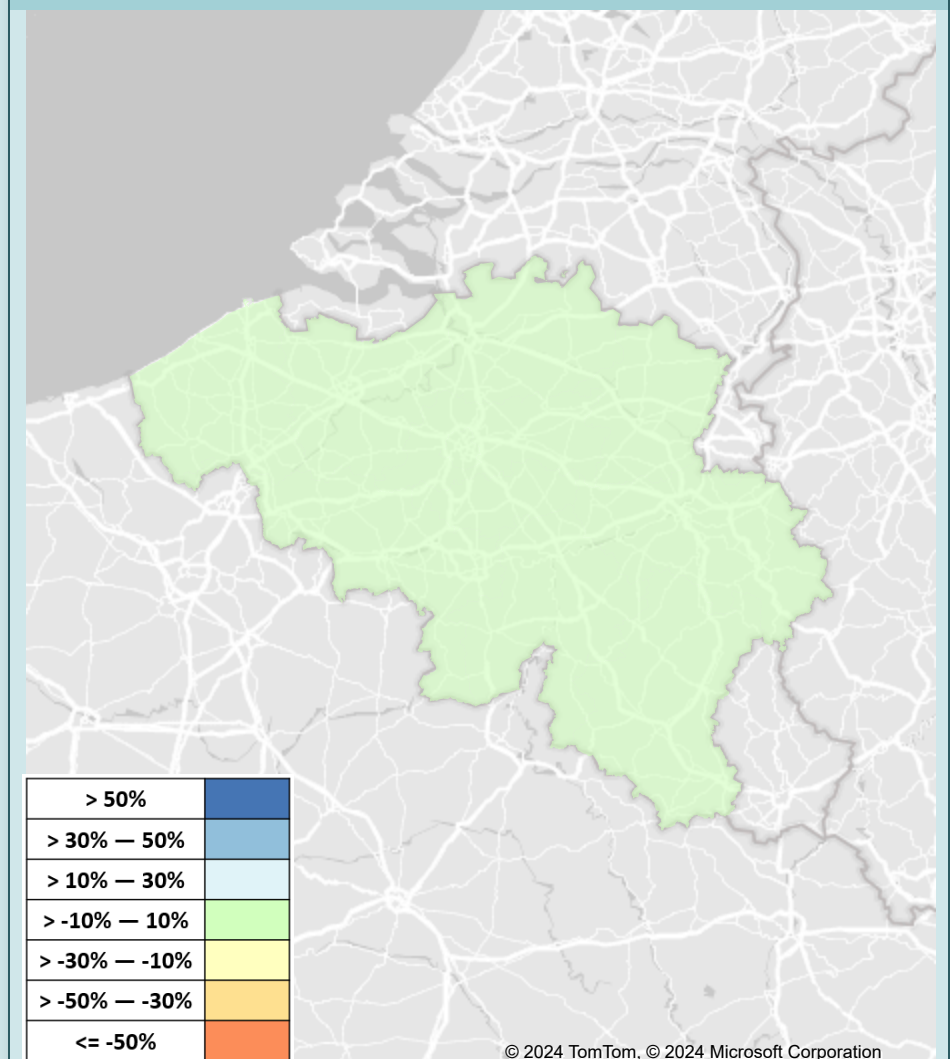 > 50%
> 30% — 50%
> 10% — 30%
> -10% — 10%
> -30% — -10%
> -50% — -30%
<= -50%
© 2024 TomTom, © 2024 Microsoft Corporation